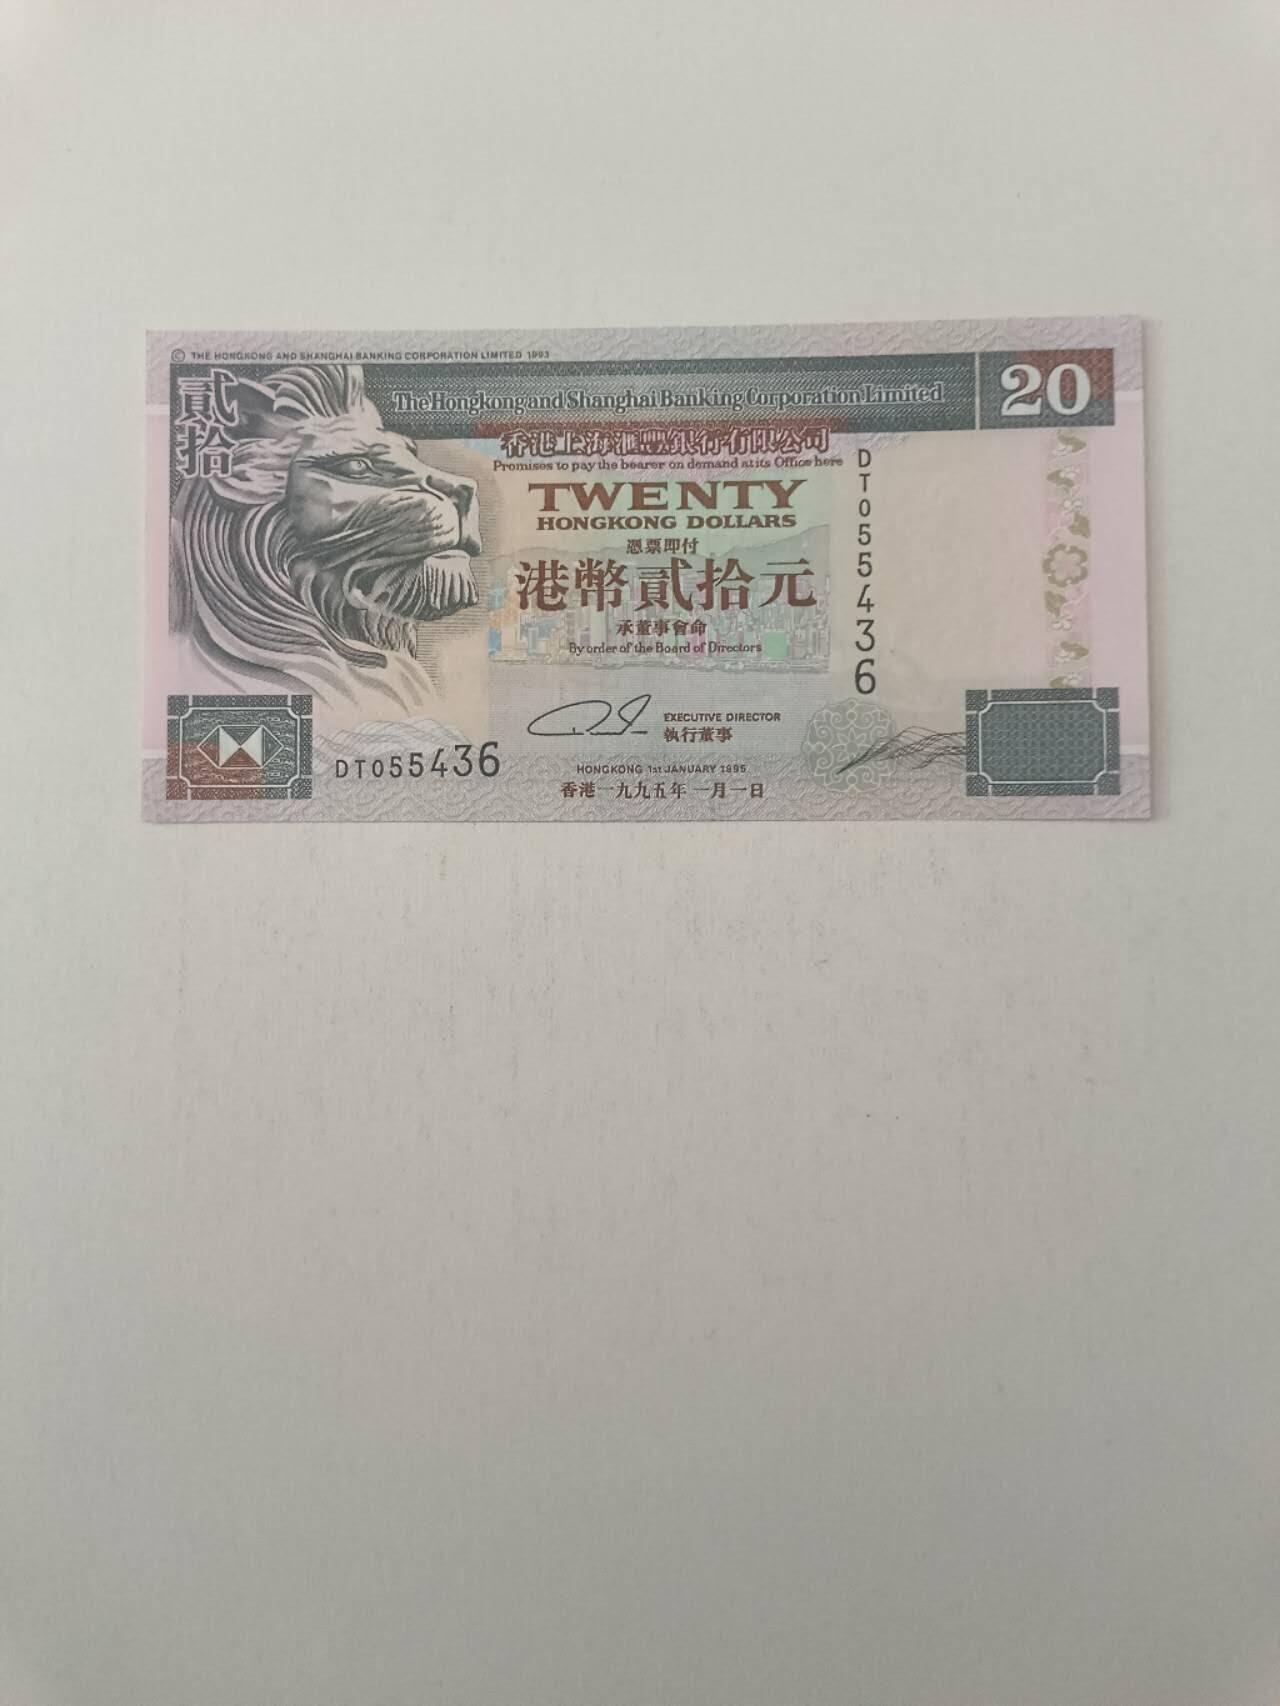 © THE HONGKONG AND SHANGHAI BANKING CORPORATION LIMITED 1993
貳拾
The Hongkong and Shanghai Banking Corporation Limited
20
香港上海滙豐銀行有限公司
Promises to pay the bearer on demand at its Office here
TWENTY
HONGKONG DOLLARS
憑票即付
港幣貳拾元
承董事會命
By order of the Board of Directors
DT055436
EXECUTIVE DIRECTOR
執行董事
DT055436
HONGKONG 1st JANUARY 1995
香港一九九五年一月一日